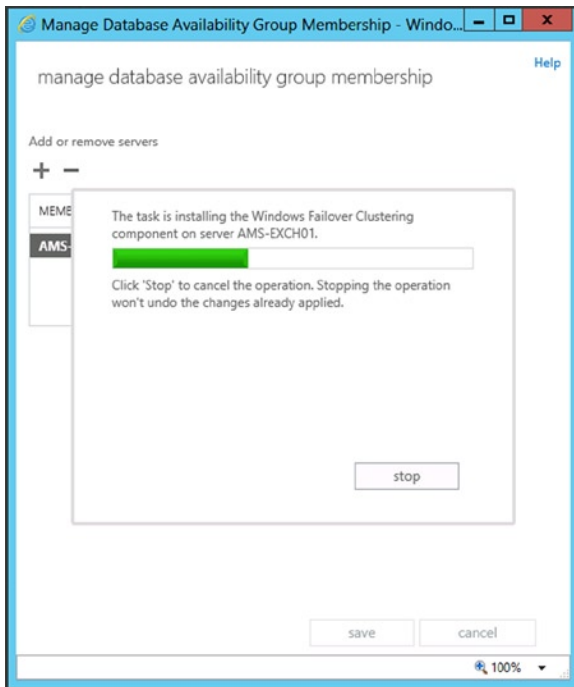 Manage Database Availability Group Membership - Windo...
Help
manage database availability group membership
Add or remove servers
MEMB
AMS-
The task is installing the Windows Failover Clustering
component on server AMS-EXCH01.
Click 'Stop' to cancel the operation. Stopping the operation
won't undo the changes already applied.
stop
save
cancel
100%